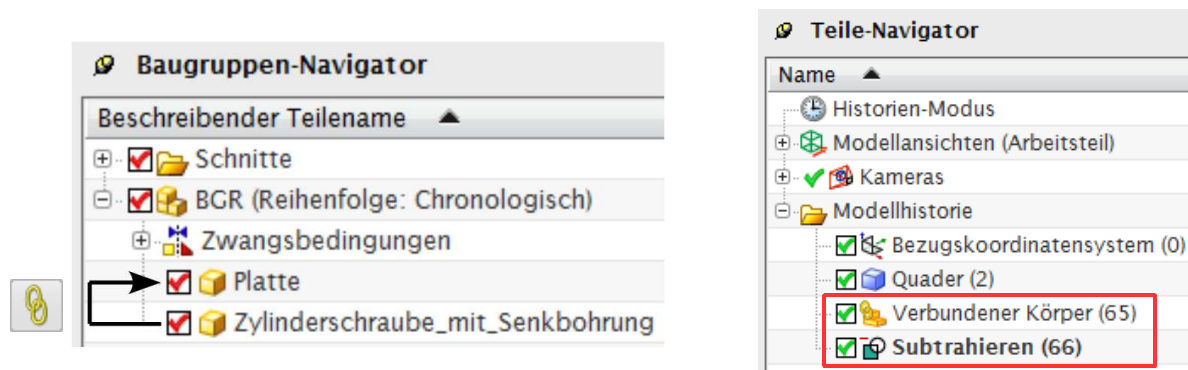 Baugruppen-Navigator
Beschreibender Teilename
Schnitte
BGR (Reihenfolge: Chronologisch)
Zwangsbedingungen
Platte
Zylinderschraube_mit_Senkbohrung
Teile-Navigator
Name
Historien-Modus
Modellansichten (Arbeitsteil)
Kameras
Modellhistorie
Bezugskoordinatensystem (0)
Quader (2)
Verbundener Körper (65)
Subtrahieren (66)